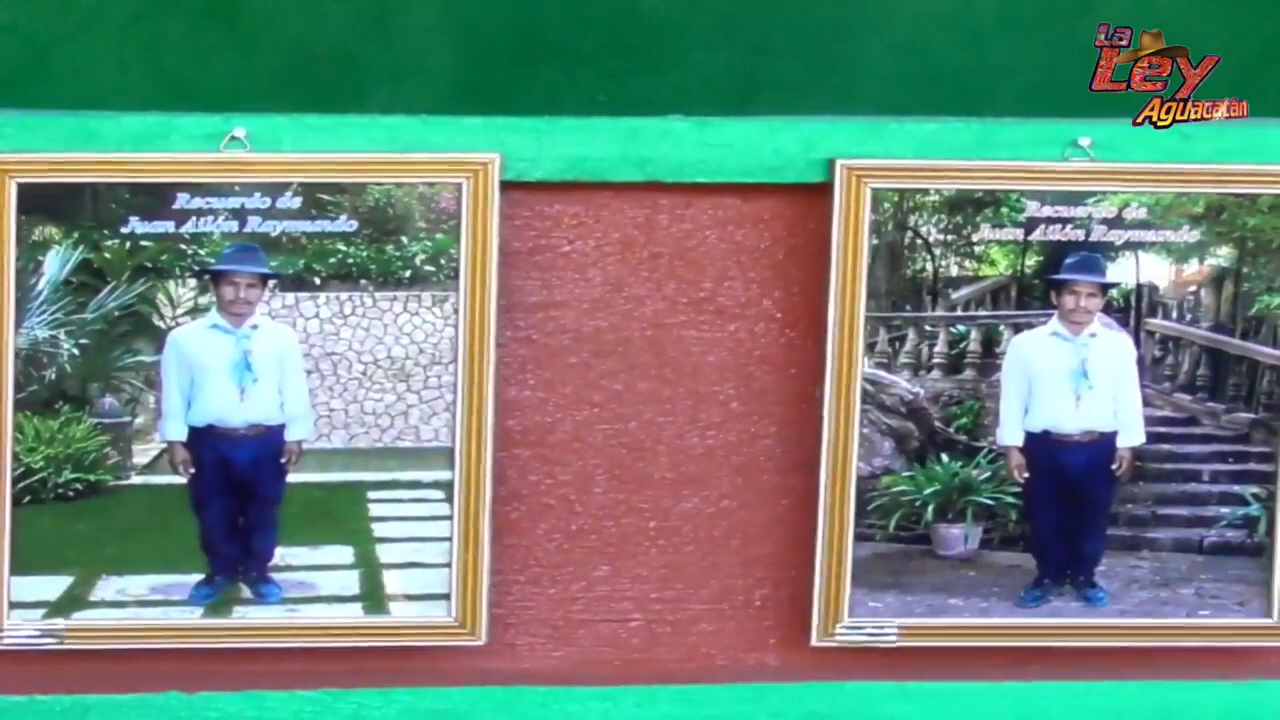 La
Ley
Aguacatán
Recuerdo de
Juan Ailón Raymundo
Recuerdo de
Juan Ailón Raymundo